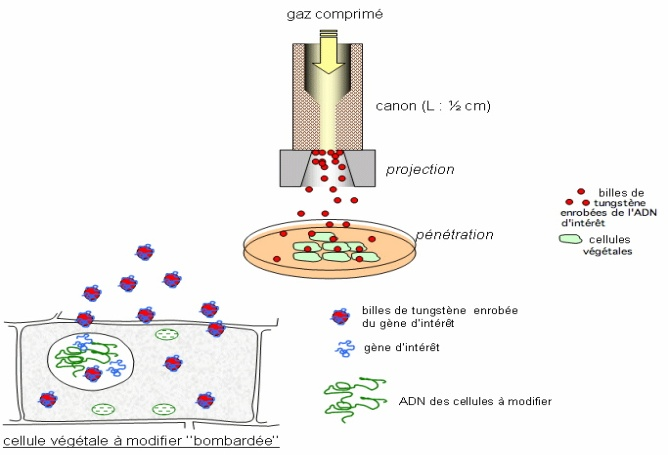 gaz comprimé
canon (L : ½ cm)
projection
pénétration
billes de
tungstène
enrobées de l'ADN
d'intérêt
cellules
végétales
billes de tungstène enrobée
du gène d'intérêt
gène d'intérêt
ADN des cellules à modifier
cellule végétale à modifier "bombardée"